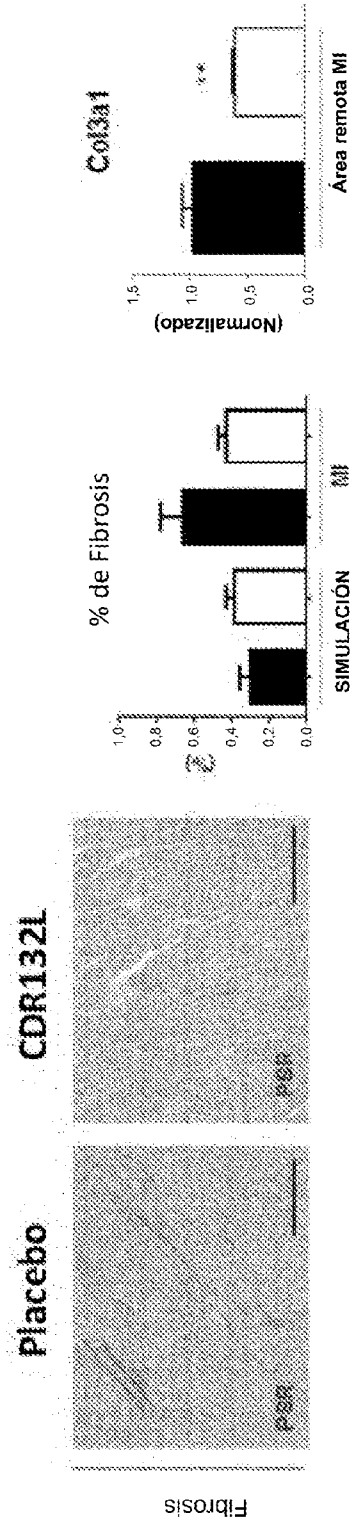 Fibrosis
Placebo
CDR132L
PSR
PSR
% de Fibrosis
(%)
1,0
0,8
0,6
0,4
0,2
0,0
SIMULACIÓN
MI
Col3a1
(Normalizado)
1,5
1,0
0,5
0,0
**
Área remota MI